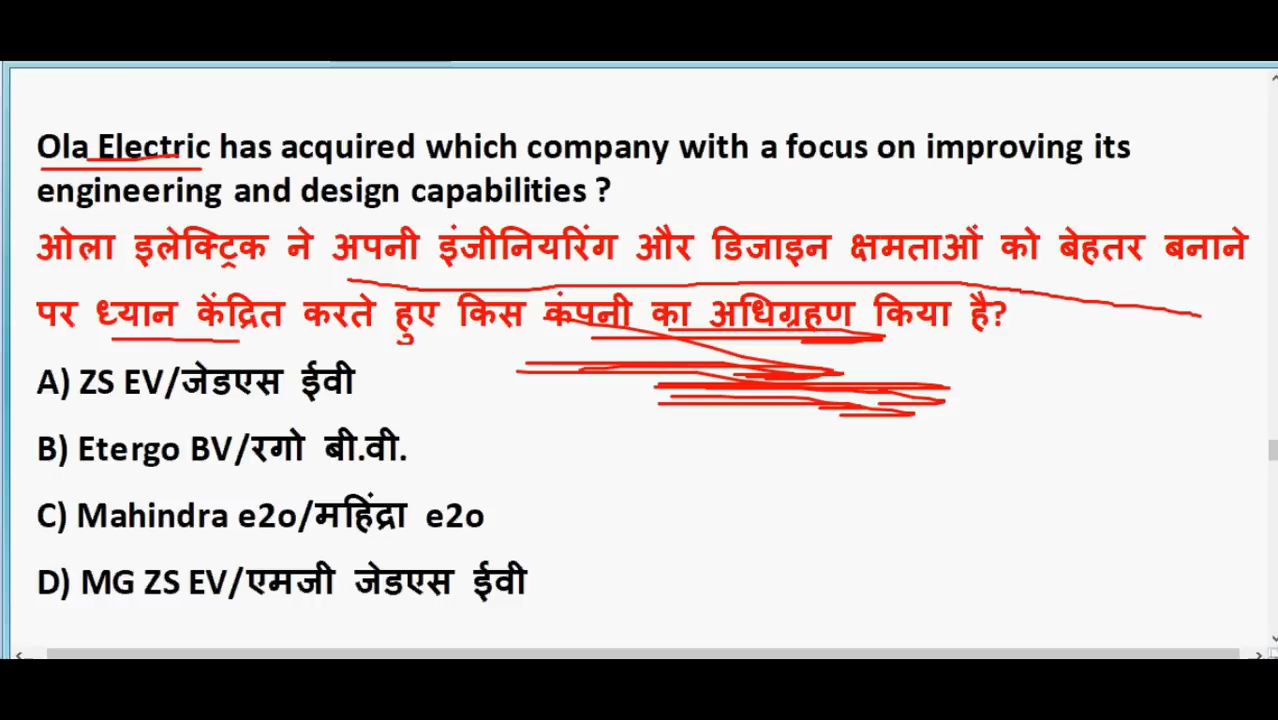 Ola Electric has acquired which company with a focus on improving its
engineering and design capabilities ?
ओला इलेक्ट्रिक ने अपनी इंजीनियरिंग और डिजाइन क्षमताओं को बेहतर बनाने
पर ध्यान केंद्रित करते हुए किस कंपनी का अधिग्रहण किया है?
A) ZS EV/जेडएस ईवी
B) Etergo BV/रगो बी.वी.
C) Mahindra e2o/महिंद्रा e2o
D) MG ZS EV/एमजी जेडएस ईवी